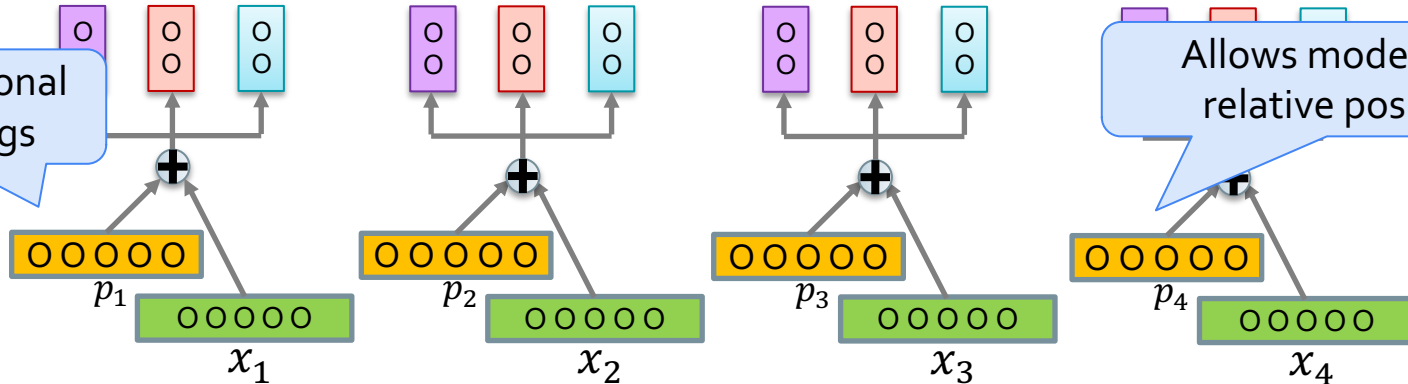 onal
gs
Allows mode
relative pos
O O O O O O O O O O O
O O O O O O O O O
O O O O O O O O O O O O O O O O O O O O
p₁ p₂ p₃ p₄
O O O O O O O O O O O O O O O O O O O O
x₁ x₂ x₃ x₄